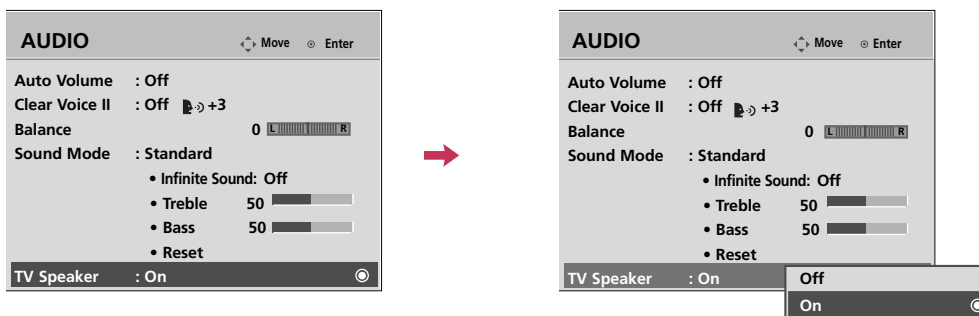 AUDIO Move Enter
Auto Volume : Off
Clear Voice II : Off +3
Balance 0 L R
Sound Mode : Standard
• Infinite Sound: Off
• Treble 50
• Bass 50
• Reset
TV Speaker : On
AUDIO Move Enter
Auto Volume : Off
Clear Voice II : Off +3
Balance 0 L R
Sound Mode : Standard
• Infinite Sound: Off
• Treble 50
• Bass 50
• Reset
TV Speaker : On
Off
On